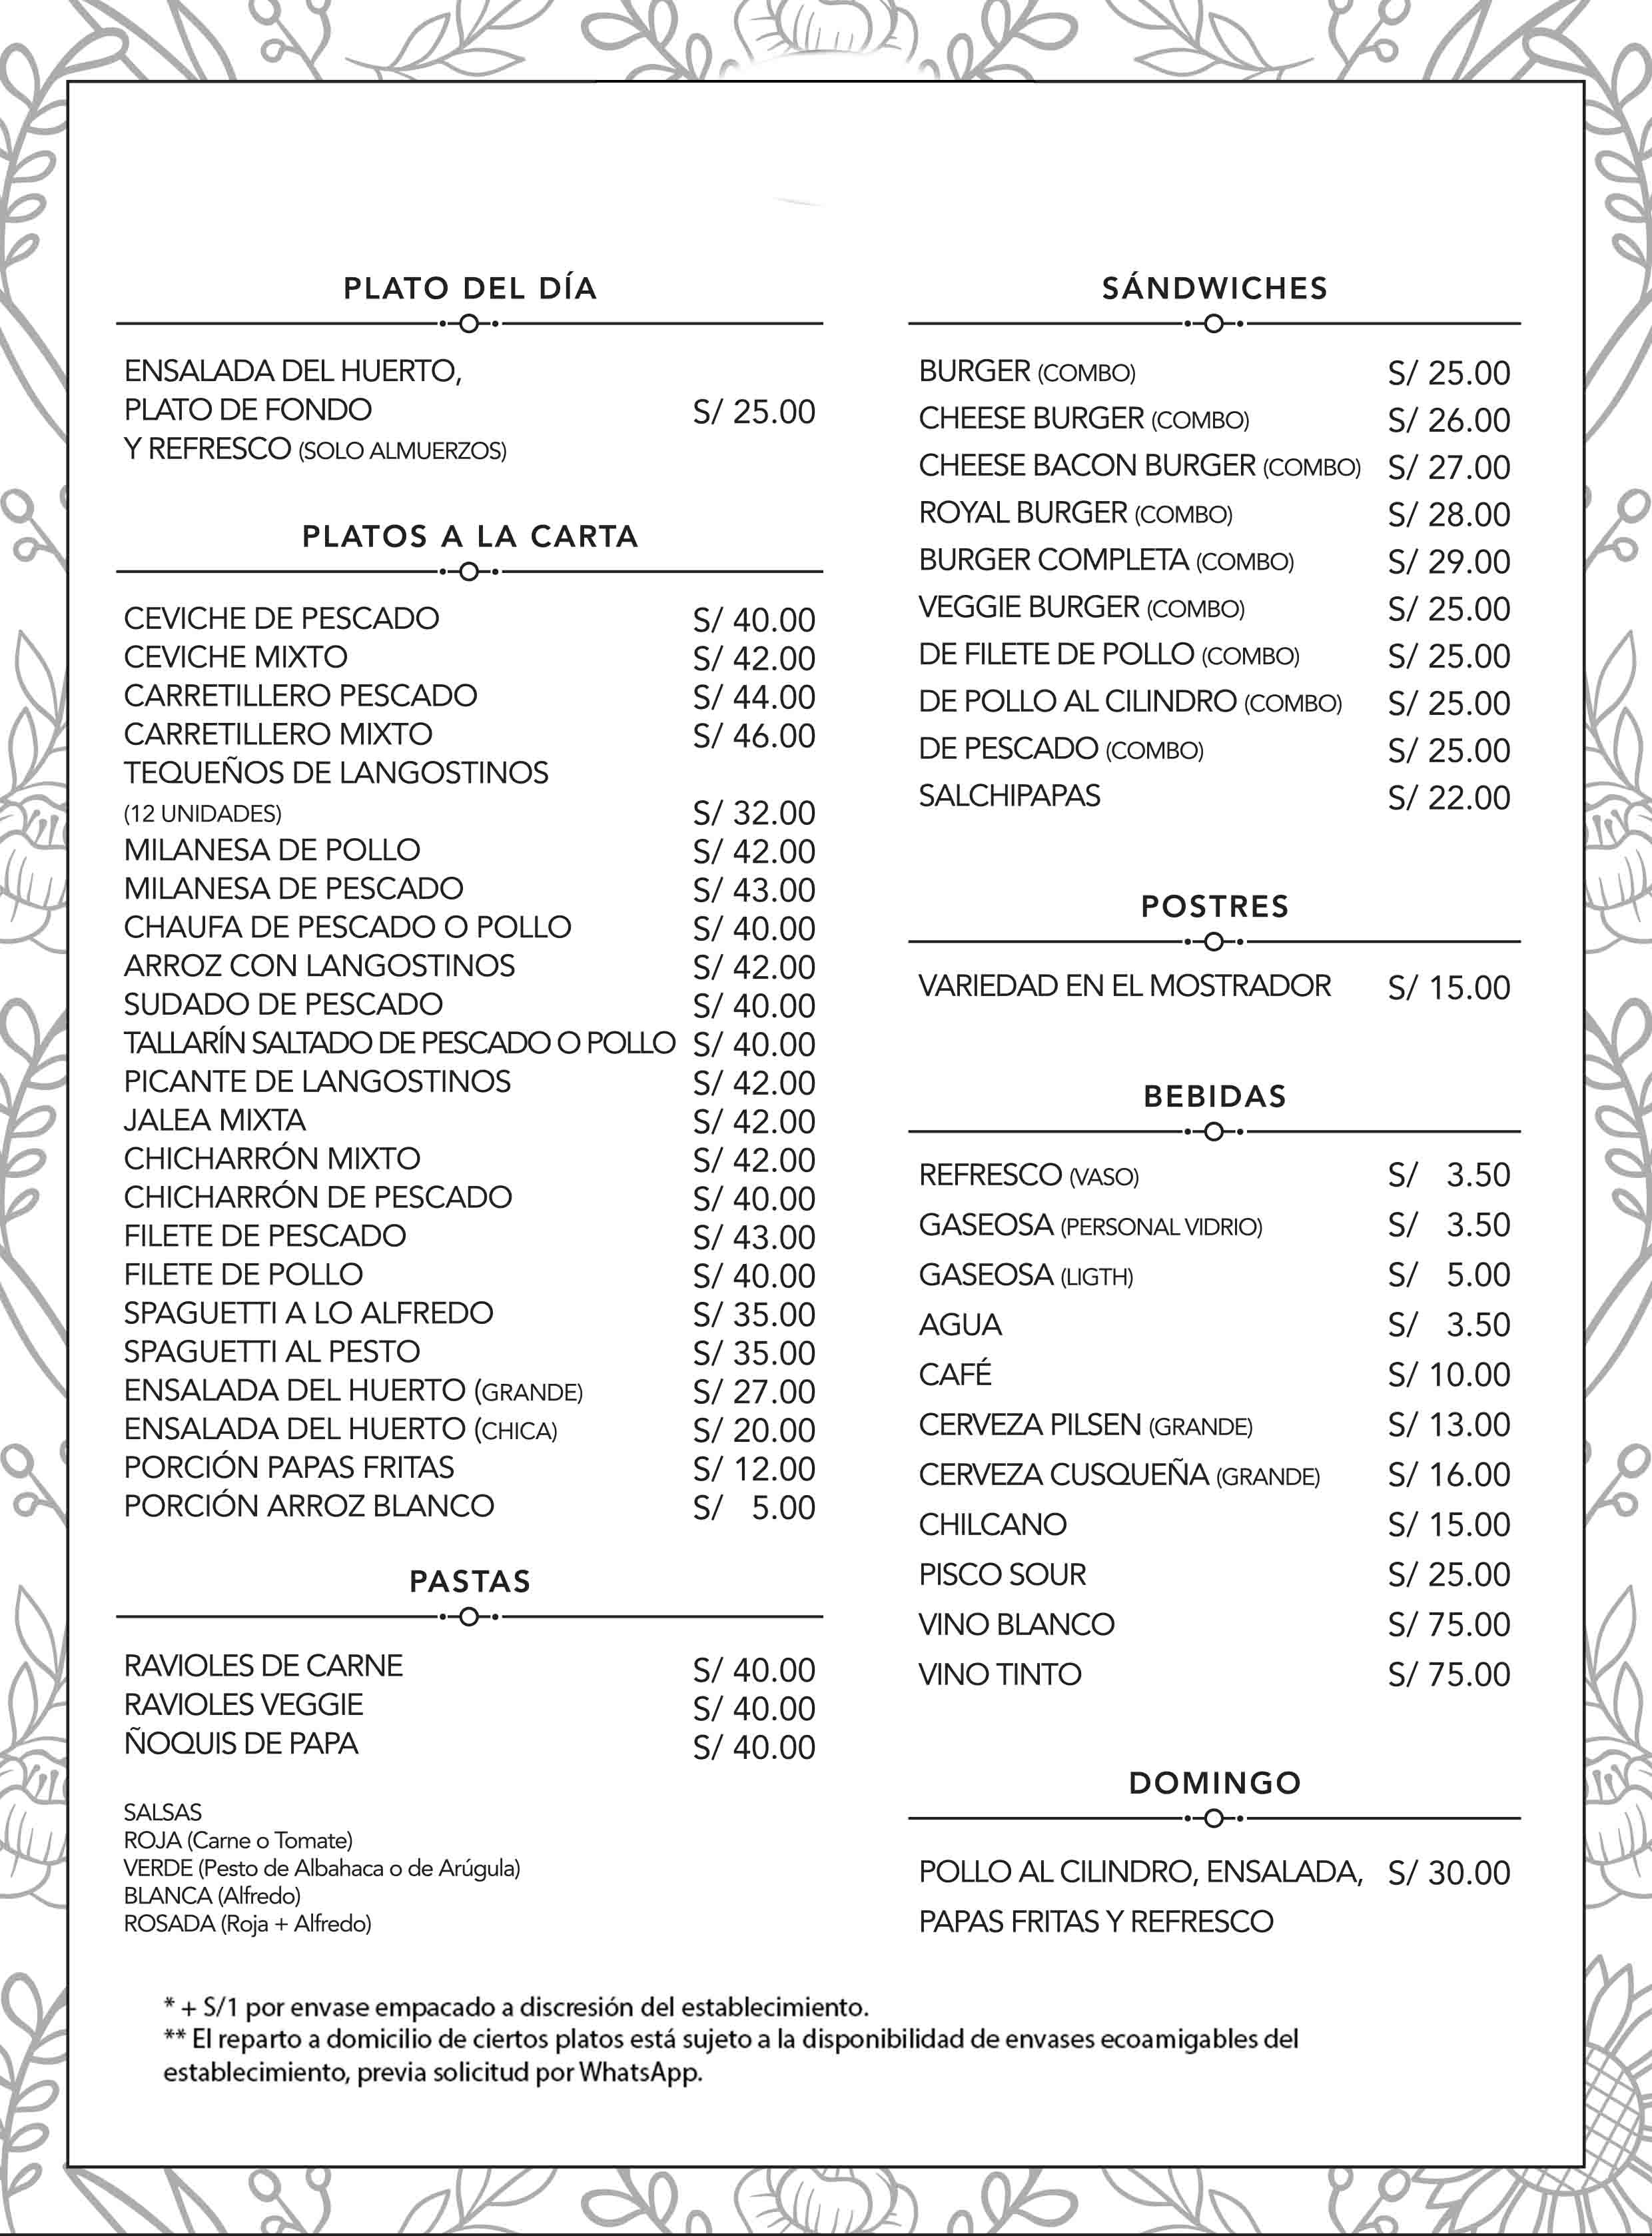 PLATO DEL DÍA
ENSALADA DEL HUERTO,
PLATO DE FONDO S/ 25.00
Y REFRESCO (SOLO ALMUERZOS)
PLATOS A LA CARTA
CEVICHE DE PESCADO S/ 40.00
CEVICHE MIXTO S/ 42.00
CARRETILLERO PESCADO S/ 44.00
CARRETILLERO MIXTO S/ 46.00
TEQUEÑOS DE LANGOSTINOS
(12 UNIDADES) S/ 32.00
MILANESA DE POLLO S/ 42.00
MILANESA DE PESCADO S/ 43.00
CHAUFA DE PESCADO O POLLO S/ 40.00
ARROZ CON LANGOSTINOS S/ 42.00
SUDADO DE PESCADO S/ 40.00
TALLARÍN SALTADO DE PESCADO O POLLO S/ 40.00
PICANTE DE LANGOSTINOS S/ 42.00
JALEA MIXTA S/ 42.00
CHICHARRÓN MIXTO S/ 42.00
CHICHARRÓN DE PESCADO S/ 40.00
FILETE DE PESCADO S/ 43.00
FILETE DE POLLO S/ 40.00
SPAGUETTI A LO ALFREDO S/ 35.00
SPAGUETTI AL PESTO S/ 35.00
ENSALADA DEL HUERTO (GRANDE) S/ 27.00
ENSALADA DEL HUERTO (CHICA) S/ 20.00
PORCIÓN PAPAS FRITAS S/ 12.00
PORCIÓN ARROZ BLANCO S/ 5.00
PASTAS
RAVIOLES DE CARNE S/ 40.00
RAVIOLES VEGGIE S/ 40.00
ÑOQUIS DE PAPA S/ 40.00
SALSAS
ROJA (Carne o Tomate)
VERDE (Pesto de Albahaca o de Arúgula)
BLANCA (Alfredo)
ROSADA (Roja + Alfredo)
SÁNDWICHES
BURGER (COMBO) S/ 25.00
CHEESE BURGER (COMBO) S/ 26.00
CHEESE BACON BURGER (COMBO) S/ 27.00
ROYAL BURGER (COMBO) S/ 28.00
BURGER COMPLETA (COMBO) S/ 29.00
VEGGIE BURGER (COMBO) S/ 25.00
DE FILETE DE POLLO (COMBO) S/ 25.00
DE POLLO AL CILINDRO (COMBO) S/ 25.00
DE PESCADO (COMBO) S/ 25.00
SALCHIPAPAS S/ 22.00
POSTRES
VARIEDAD EN EL MOSTRADOR S/ 15.00
BEBIDAS
REFRESCO (VASO) S/ 3.50
GASEOSA (PERSONAL VIDRIO) S/ 3.50
GASEOSA (LIGTH) S/ 5.00
AGUA S/ 3.50
CAFÉ S/ 10.00
CERVEZA PILSEN (GRANDE) S/ 13.00
CERVEZA CUSQUEÑA (GRANDE) S/ 16.00
CHILCANO S/ 15.00
PISCO SOUR S/ 25.00
VINO BLANCO S/ 75.00
VINO TINTO S/ 75.00
DOMINGO
POLLO AL CILINDRO, ENSALADA, S/ 30.00
PAPAS FRITAS Y REFRESCO
* + S/1 por envase empacado a discresión del establecimiento.
** El reparto a domicilio de ciertos platos está sujeto a la disponibilidad de envases ecoamigables del
establecimiento, previa solicitud por WhatsApp.